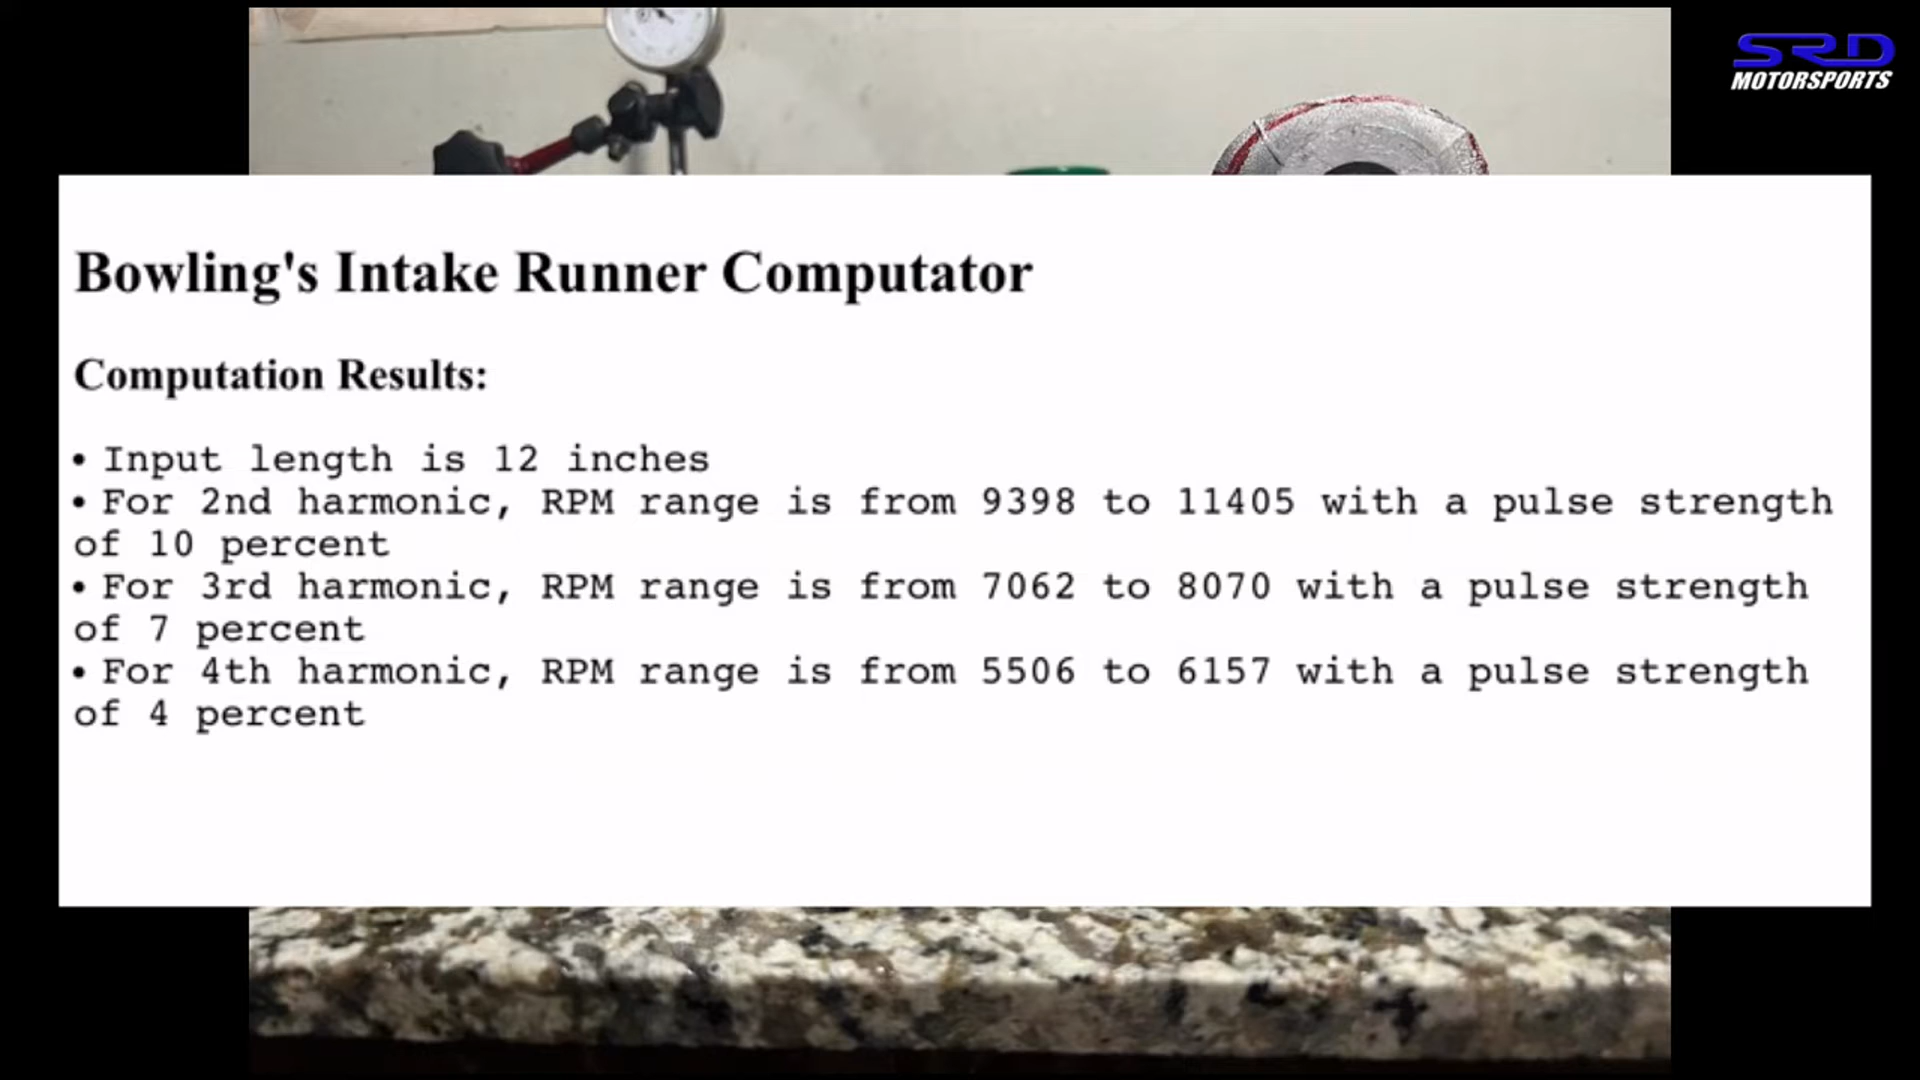 SRD
MOTORSPORTS
Bowling's Intake Runner Computator
Computation Results:
• Input length is 12 inches
• For 2nd harmonic, RPM range is from 9398 to 11405 with a pulse strength
of 10 percent
• For 3rd harmonic, RPM range is from 7062 to 8070 with a pulse strength
of 7 percent
• For 4th harmonic, RPM range is from 5506 to 6157 with a pulse strength
of 4 percent